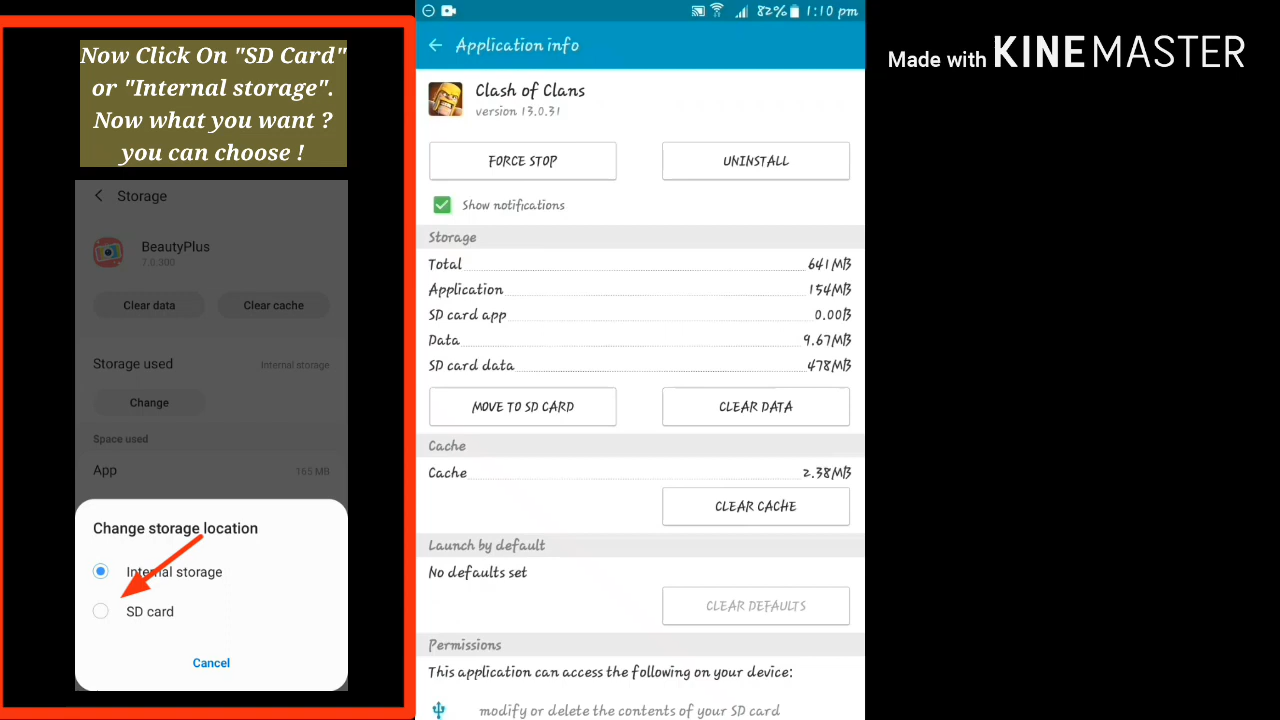 Now Click On "SD Card"
or "Internal storage".
Now what you want ?
you can choose !
Storage
BeautyPlus
7.0.300
Clear data
Clear cache
Storage used
Internal storage
Change
Space used
App
165 MB
Change storage location
Internal storage
SD card
Cancel
82% 1:10 pm
Application info
Clash of Clans
version 13.0.31
FORCE STOP
UNINSTALL
Show notifications
Storage
Total 641MB
Application 154MB
SD card app 0.00B
Data 9.67MB
SD card data 478MB
MOVE TO SD CARD
CLEAR DATA
Cache
Cache 2.38MB
CLEAR CACHE
Launch by default
No defaults set
CLEAR DEFAULTS
Permissions
This application can access the following on your device:
modify or delete the contents of your SD card
Made with KINEMASTER